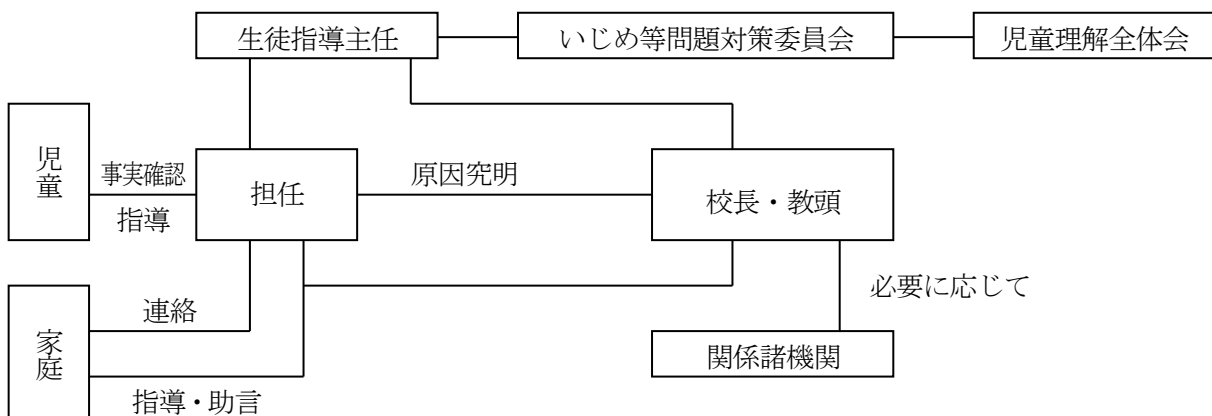 生徒指導主任
いじめ等問題対策委員会
児童理解全体会
児童
事実確認
指導
担任
原因究明
校長・教頭
必要に応じて
家庭
連絡
関係諸機関
指導・助言